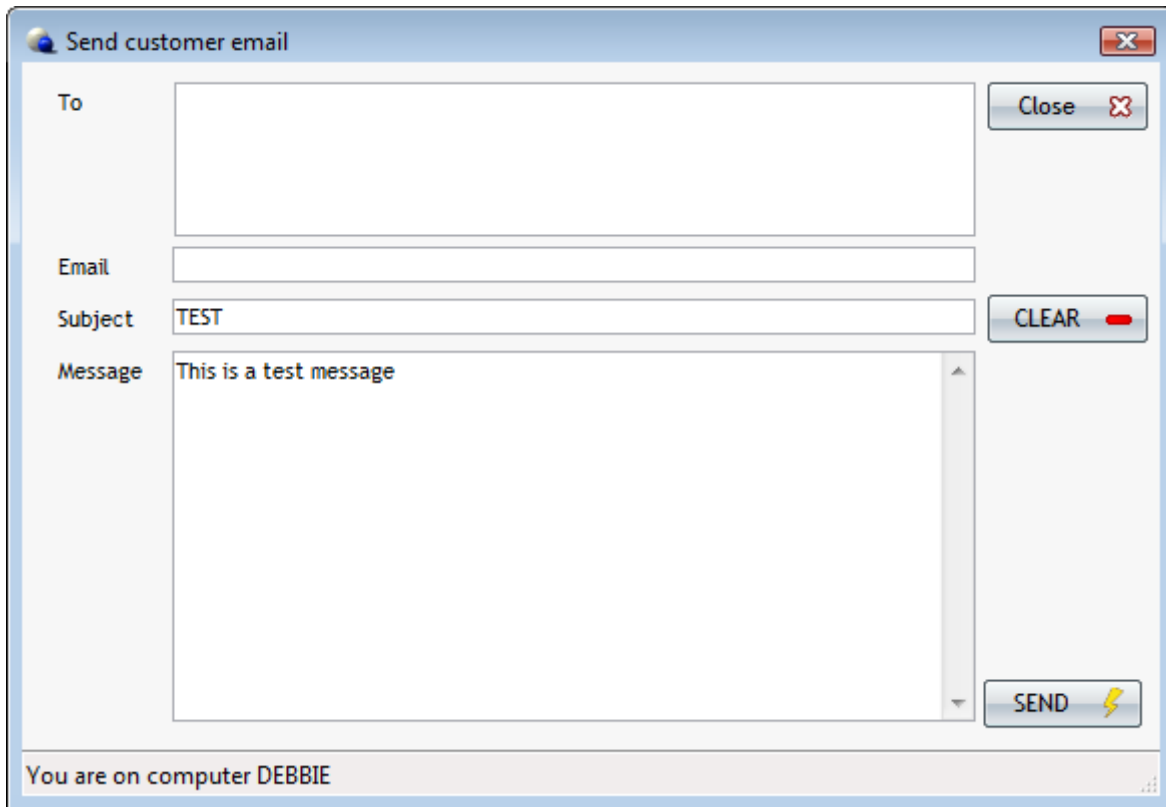 Send customer email
To
Close
Email
Subject TEST CLEAR
Message This is a test message
SEND
You are on computer DEBBIE